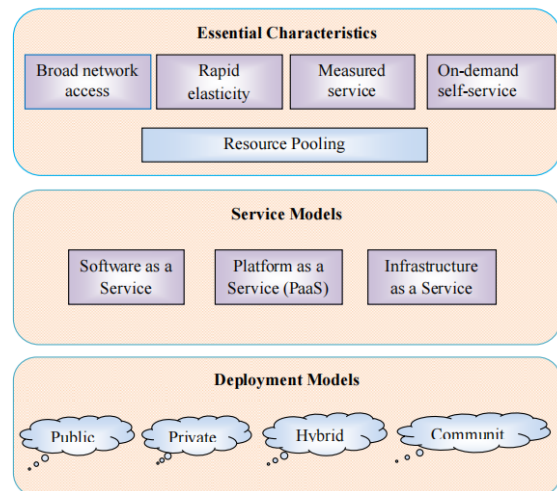 Essential Characteristics
Broad network
access
Rapid
elasticity
Measured
service
On-demand
self-service
Resource Pooling
Service Models
Software as a
Service
Platform as a
Service (PaaS)
Infrastructure
as a Service
Deployment Models
Public
Private
Hybrid
Communit